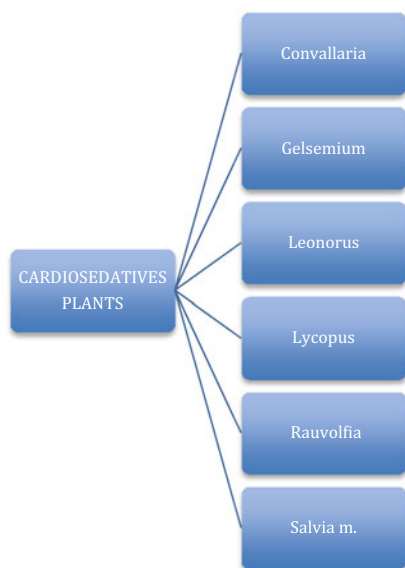 CARDIOSEDATIVES
PLANTS
Convallaria
Gelsemium
Leonorus
Lycopus
Rauvolfia
Salvia m.